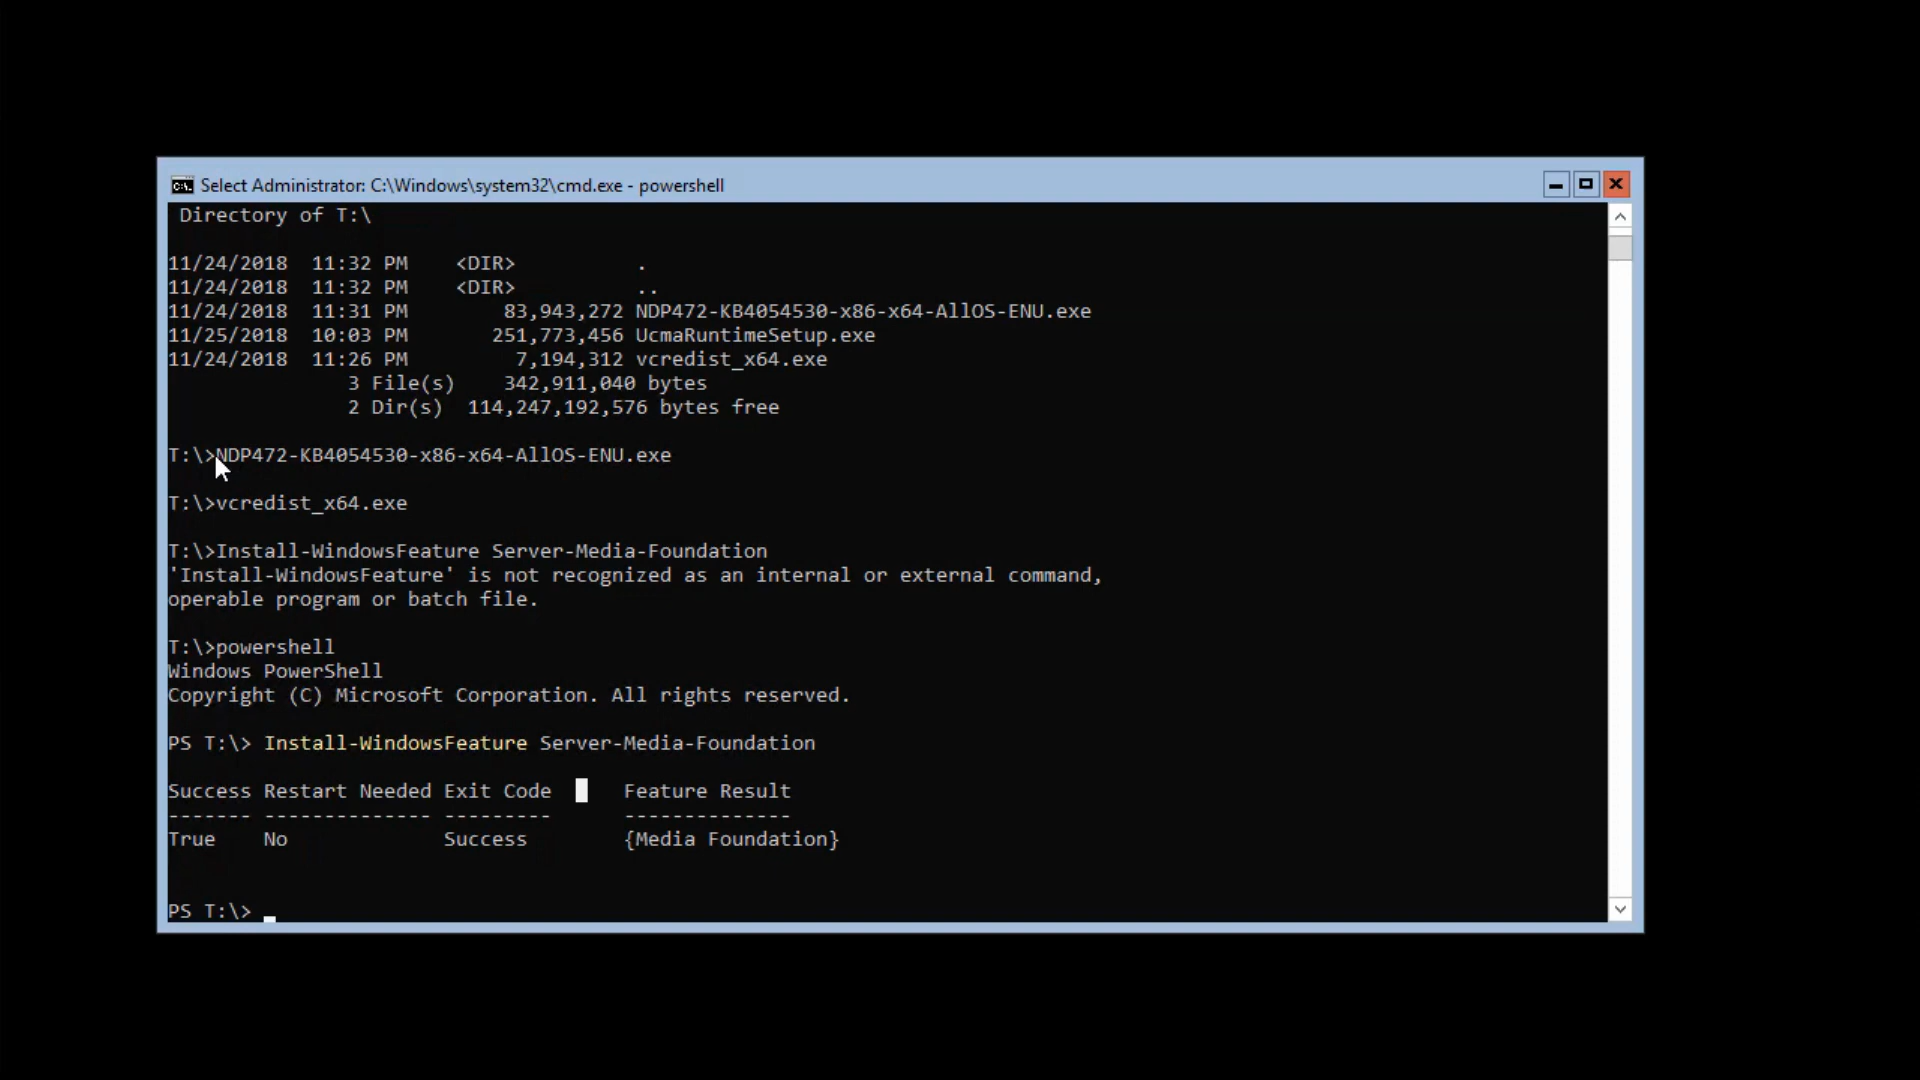 Select Administrator: C:\Windows\system32\cmd.exe - powershell
Directory of T:\
11/24/2018  11:32 PM    <DIR>          .
11/24/2018  11:32 PM    <DIR>          ..
11/24/2018  11:31 PM        83,943,272 NDP472-KB4054530-x86-x64-AllOS-ENU.exe
11/25/2018  10:03 PM       251,773,456 UcmaRuntimeSetup.exe
11/24/2018  11:26 PM         7,194,312 vcredist_x64.exe
3 File(s)    342,911,040 bytes
2 Dir(s)  114,247,192,576 bytes free
T:\>NDP472-KB4054530-x86-x64-AllOS-ENU.exe
T:\>vcredist_x64.exe
T:\>Install-WindowsFeature Server-Media-Foundation
'Install-WindowsFeature' is not recognized as an internal or external command,
operable program or batch file.
T:\>powershell
Windows PowerShell
Copyright (C) Microsoft Corporation. All rights reserved.
PS T:\> Install-WindowsFeature Server-Media-Foundation
Success Restart Needed Exit Code      Feature Result
------- -------------- ---------      --------------
True    No             Success        {Media Foundation}
PS T:\>